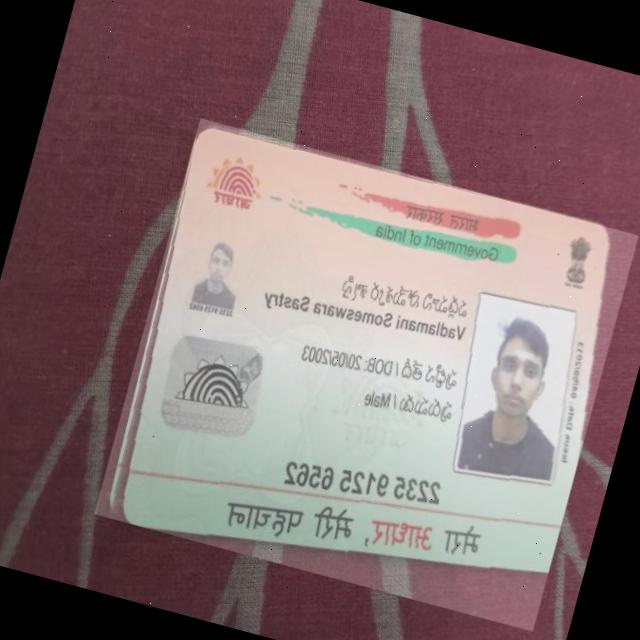 भारत सरकार
Government of India
आधार
వడ్లమాని సోమేశ్వర శాస్త్రి
Vadlamani Someswara Sastry
పుట్టిన తేదీ / DOB: 20/05/2003
పురుషుడు / Male
2235 9125 6562
मेरा आधार, मेरी पहचान